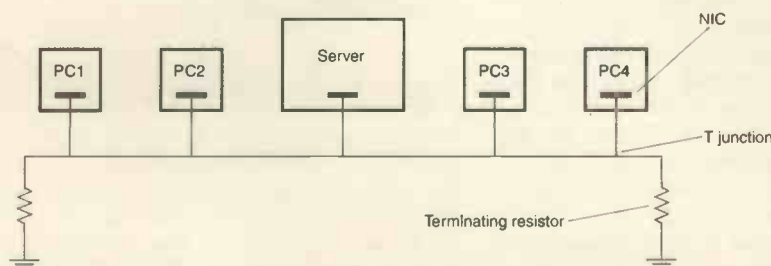 NIC
Server
PC1
PC2
PC3
PC4
T junction
Terminating resistor